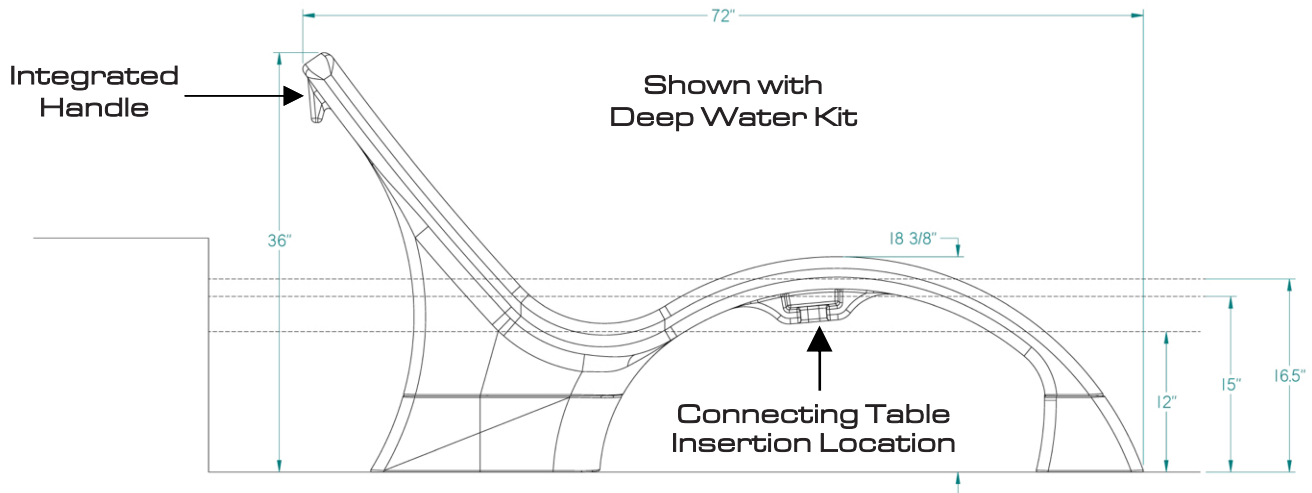 72"
Integrated
Handle
Shown with
Deep Water Kit
36"
18 3/8"
12"
15"
16.5"
Connecting Table
Insertion Location